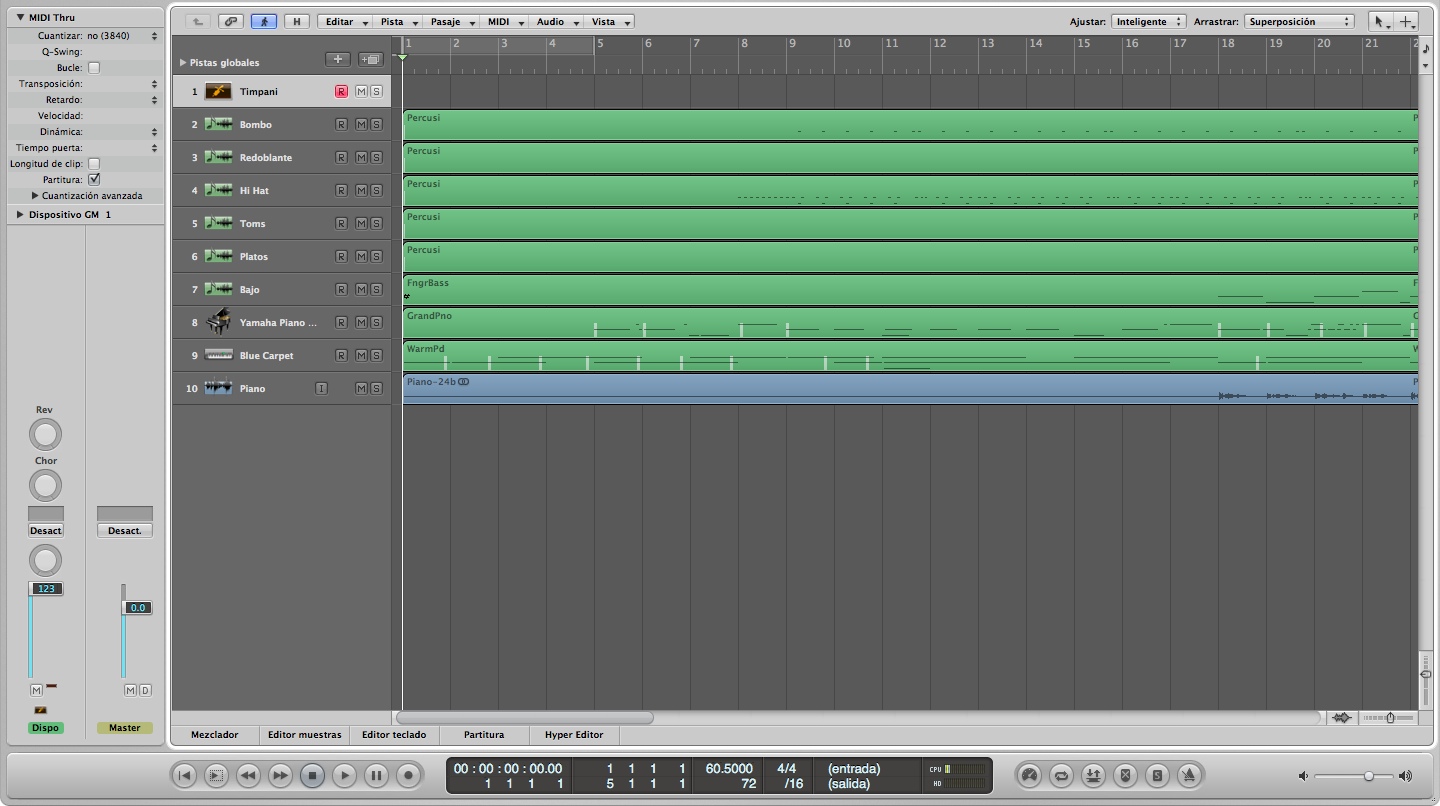 MIDI Thru
Cuantizar: no (3840)
Q-Swing:
Bucle:
Transposición:
Retardo:
Velocidad:
Dinámica:
Tiempo puerta:
Longitud de clip:
Partitura:
Cuantización avanzada
Dispositivo GM 1
Rev
Chor
Desact
Desact.
123
0.0
M
M D
Dispo
Master
H
Editar
Pista
Pasaje
MIDI
Audio
Vista
Ajustar: Inteligente
Arrastrar: Superposición
Pistas globales
1 2 3 4 5 6 7 8 9 10 11 12 13 14 15 16 17 18 19 20 21
1 Timpani R M S
2 Bombo R M S
Percusi
3 Redoblante R M S
Percusi
4 Hi Hat R M S
Percusi
5 Toms R M S
Percusi
6 Platos R M S
Percusi
7 Bajo R M S
FngrBass
8 Yamaha Piano ... R M S
GrandPno
9 Blue Carpet R M S
WarmPd
10 Piano I M S
Piano-24b
Mezclador
Editor muestras
Editor teclado
Partitura
Hyper Editor
00 : 00 : 00 : 00.00
1 1 1 1
1 1 1 1
5 1 1 1
60.5000
72
4/4
/16
(entrada)
(salida)
CPU
HD
S